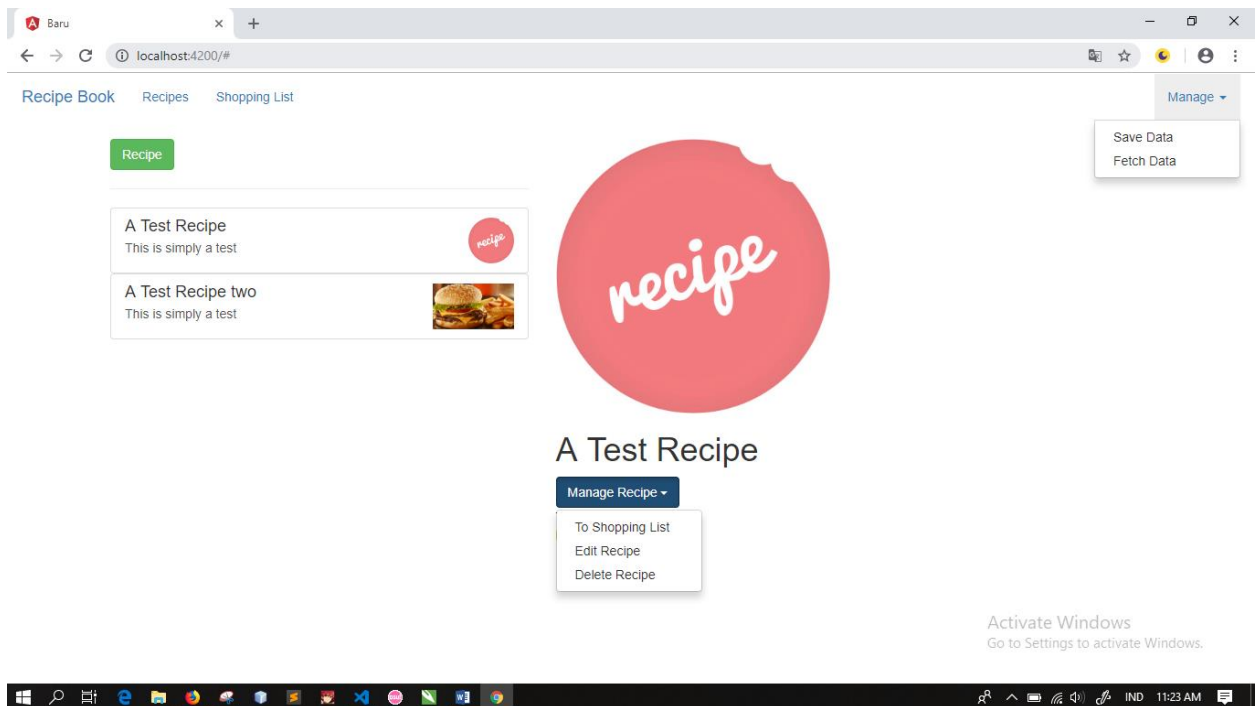 Baru
localhost:4200/#
Recipe Book Recipes Shopping List Manage
Save Data
Fetch Data
Recipe
A Test Recipe
This is simply a test
recipe
A Test Recipe two
This is simply a test
recipe
A Test Recipe
Manage Recipe
To Shopping List
Edit Recipe
Delete Recipe
Activate Windows
Go to Settings to activate Windows.
IND 11:23 AM